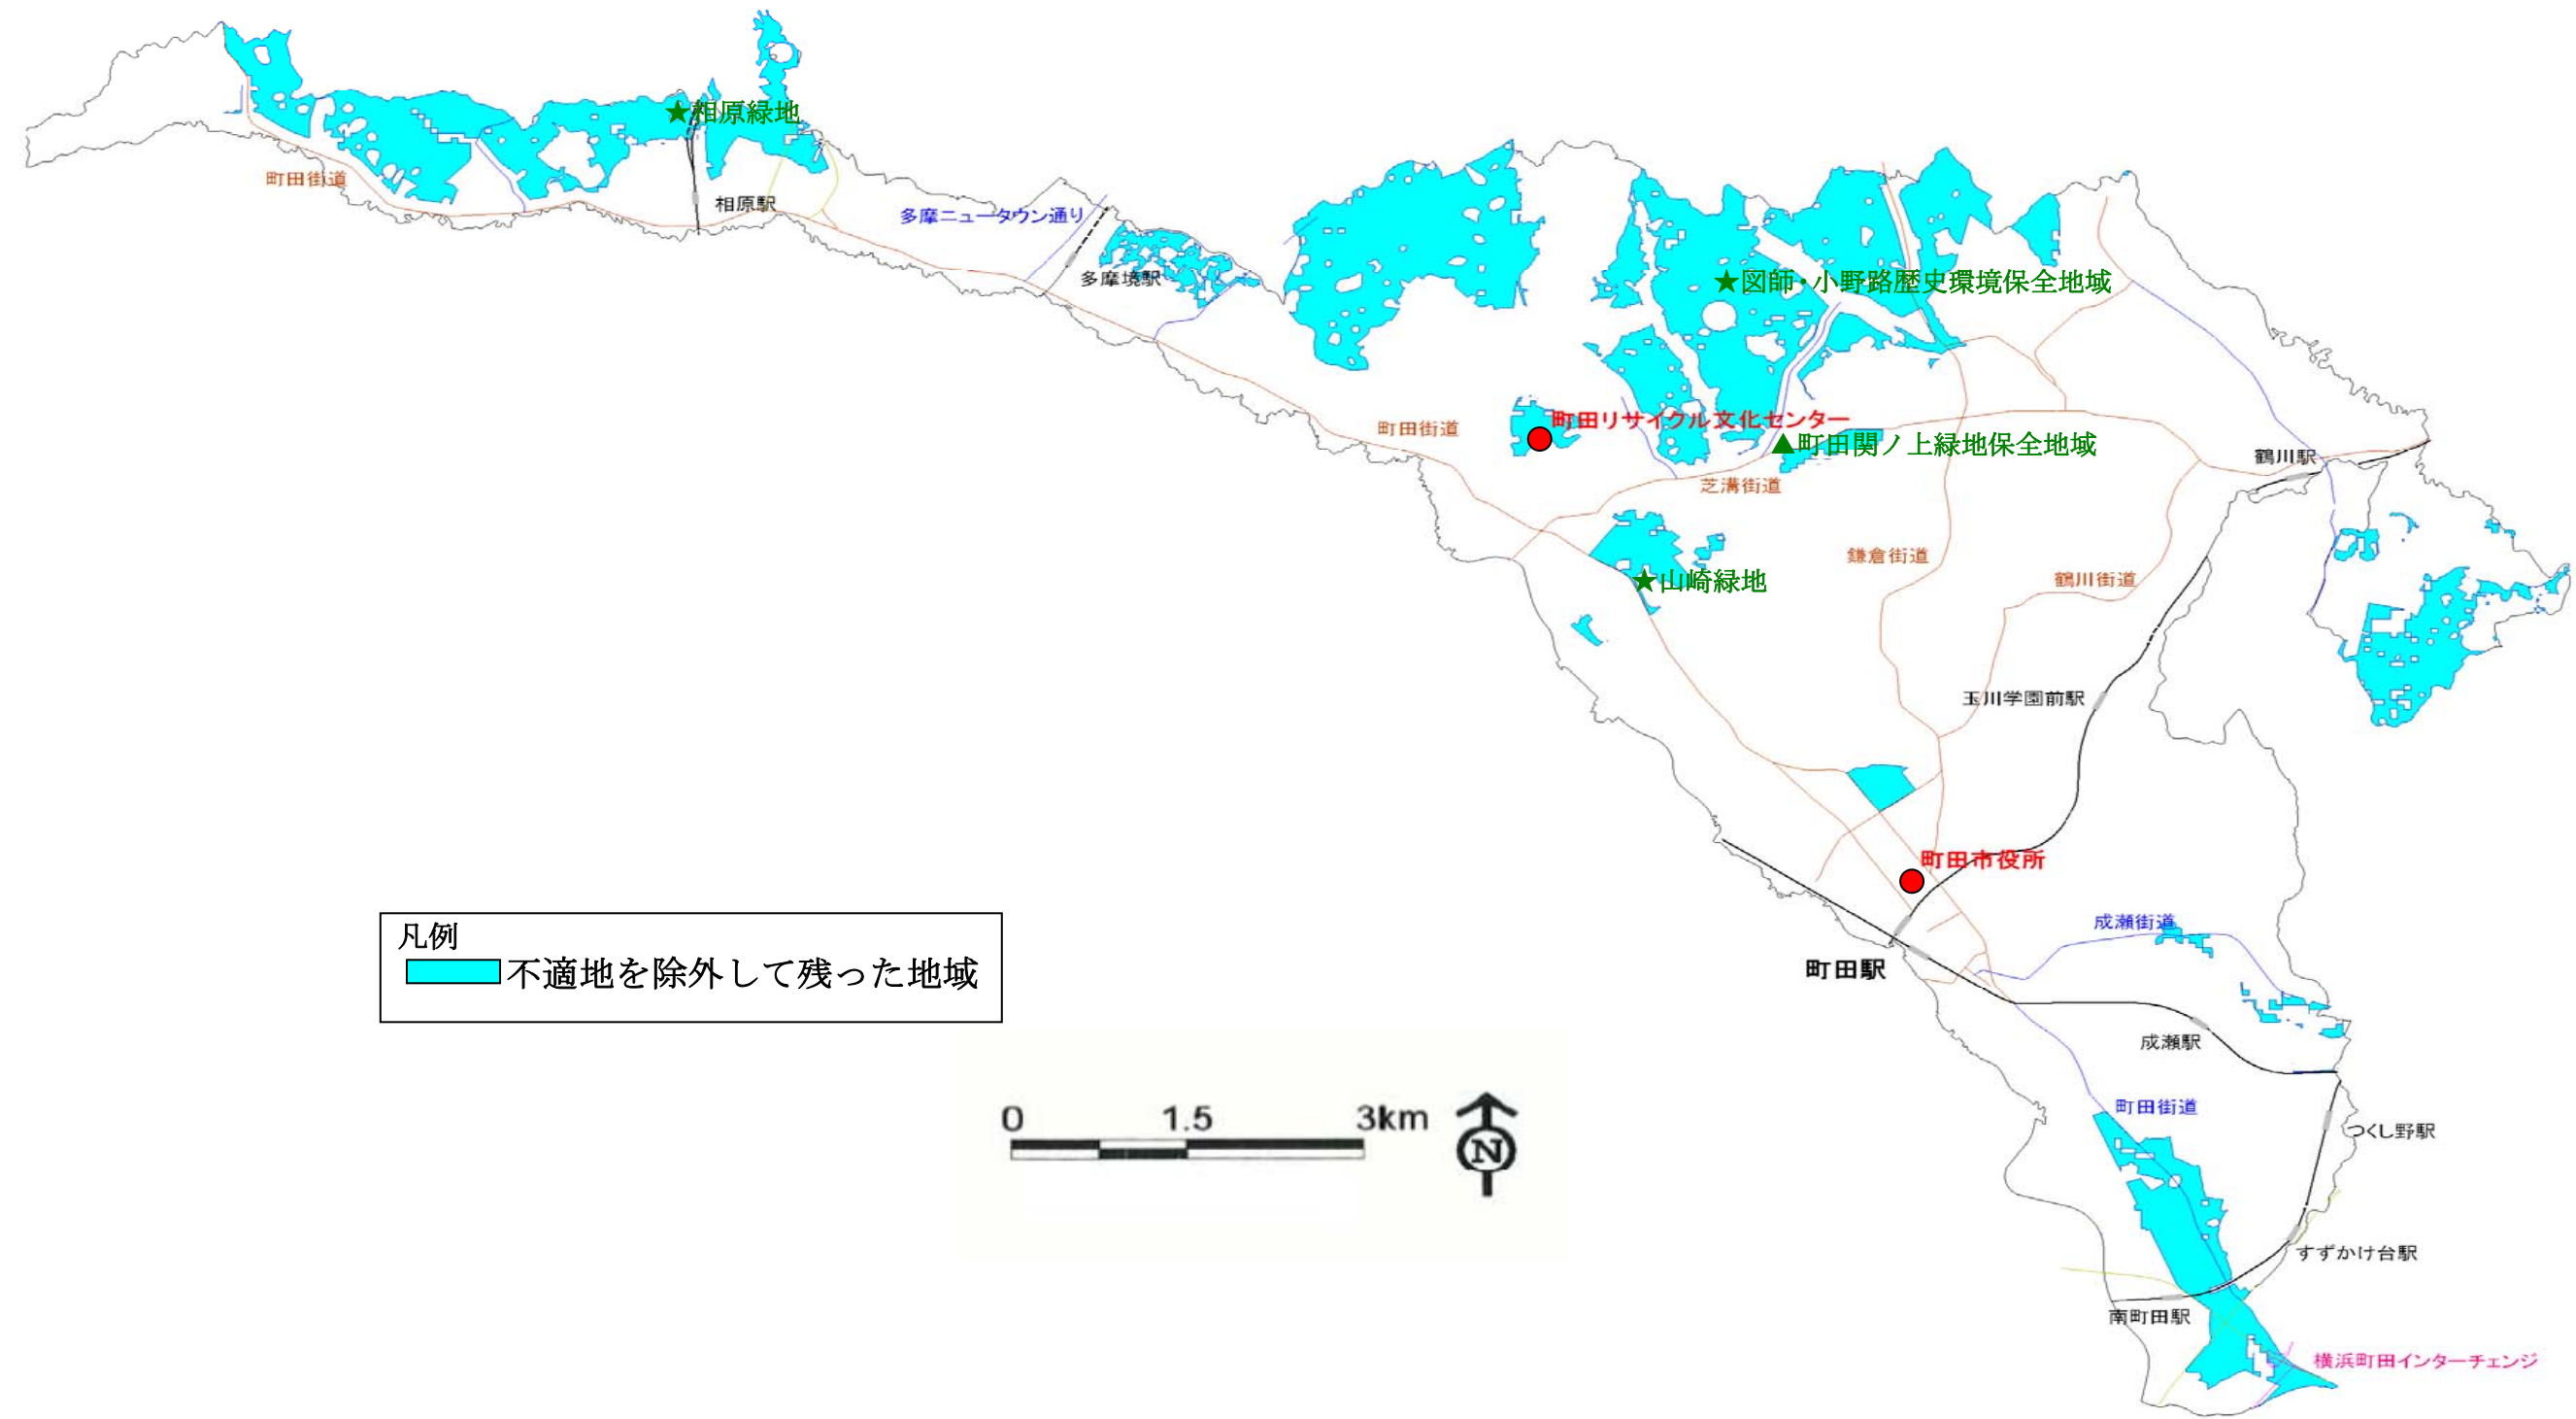 ★相原緑地
町田街道
相原駅
多摩ニュータウン通り
多摩境駅
★図師・小野路歴史環境保全地域
町田リサイクル文化センター
町田街道
▲町田関ノ上緑地保全地域
鶴川駅
芝溝街道
鎌倉街道
★山崎緑地
鶴川街道
玉川学園前駅
町田市役所
成瀬街道
町田駅
凡例
不適地を除外して残った地域
成瀬駅
町田街道
0 1.5 3km
N
つくし野駅
すずかけ台駅
南町田駅
横浜町田インターチェンジ